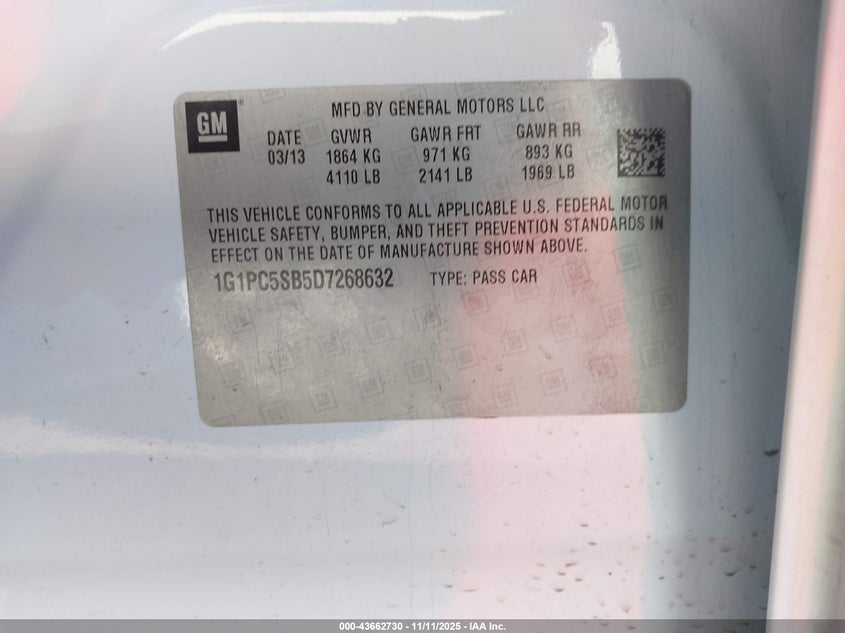 GM
MFD BY GENERAL MOTORS LLC
DATE GVWR GAWR FRT GAWR RR
03/13 1864 KG 971 KG 893 KG
4110 LB 2141 LB 1969 LB
THIS VEHICLE CONFORMS TO ALL APPLICABLE U.S. FEDERAL MOTOR
VEHICLE SAFETY, BUMPER, AND THEFT PREVENTION STANDARDS IN
EFFECT ON THE DATE OF MANUFACTURE SHOWN ABOVE.
1G1PC5SB5D7268632 TYPE: PASS CAR
000-43662730 - 11/11/2025 - IAA Inc.